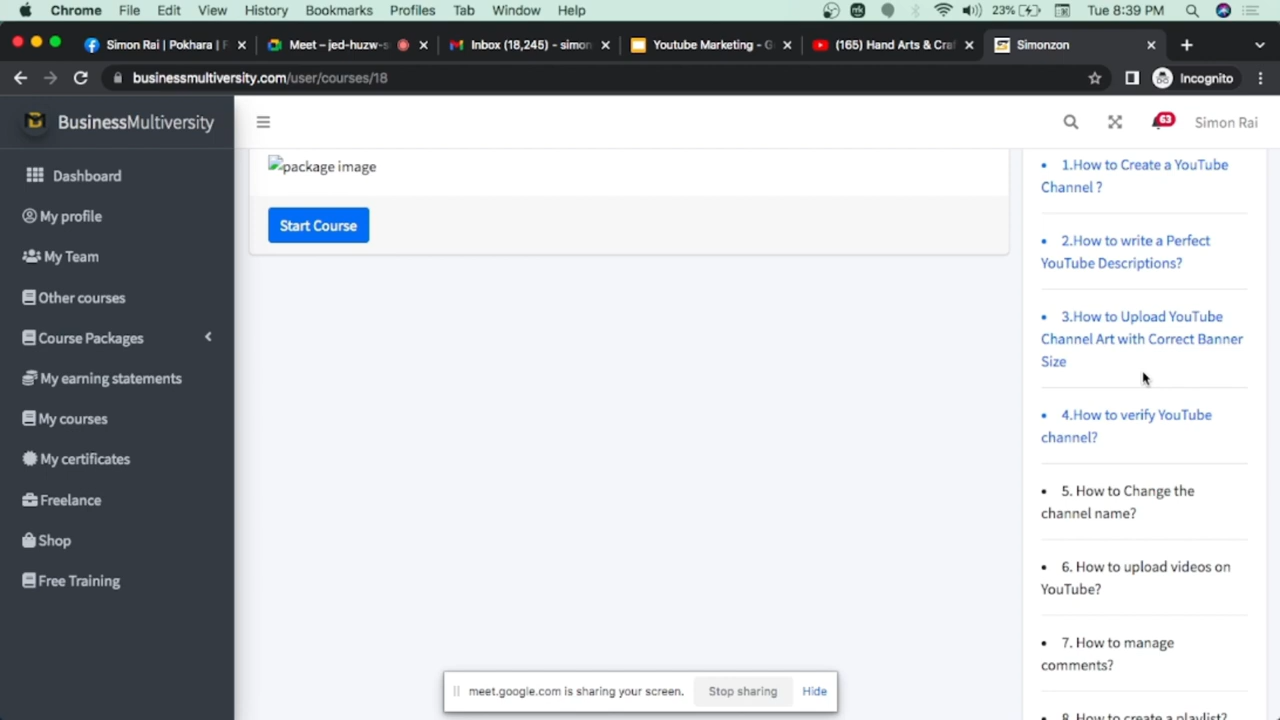 Chrome File Edit View History Bookmarks Profiles Tab Window Help 23% Tue 8:39 PM
Simon Rai | Pokhara | F Meet – jed-huzw-s Inbox (18,245) - simon Youtube Marketing - G (165) Hand Arts & Cra Simonzon
businessmultiversity.com/user/courses/18 Incognito
BusinessMultiversity
63 Simon Rai
Dashboard
My profile
My Team
Other courses
Course Packages
My earning statements
My courses
My certificates
Freelance
Shop
Free Training
package image
Start Course
1.How to Create a YouTube
Channel ?
2.How to write a Perfect
YouTube Descriptions?
3.How to Upload YouTube
Channel Art with Correct Banner
Size
4.How to verify YouTube
channel?
5. How to Change the
channel name?
6. How to upload videos on
YouTube?
7. How to manage
comments?
8. How to create a playlist?
meet.google.com is sharing your screen. Stop sharing Hide